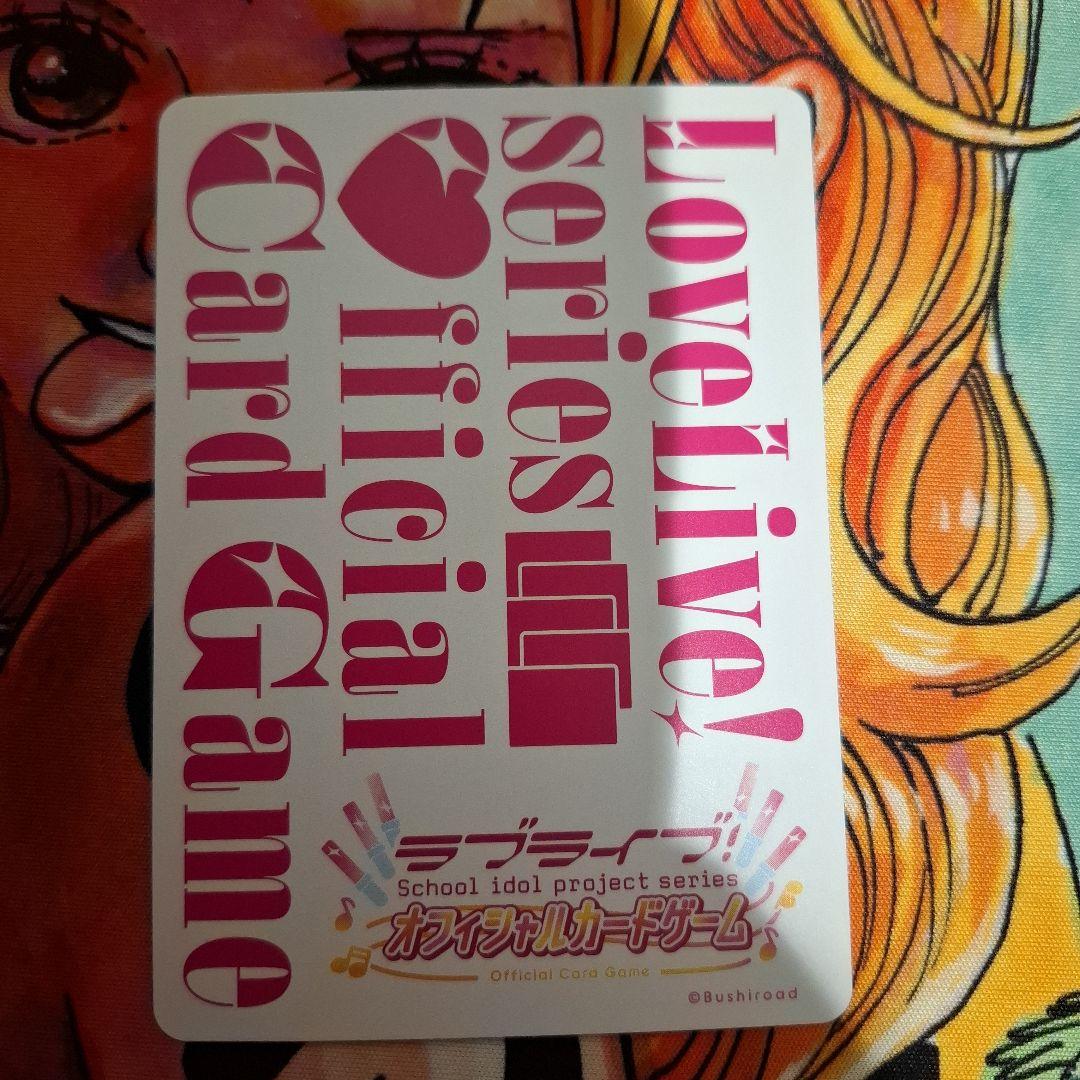 LoveLive!
series
Official
Card Game
ラブライブ!
School idol project series
オフィシャルカードゲーム
Official Card Game
©Bushiroad